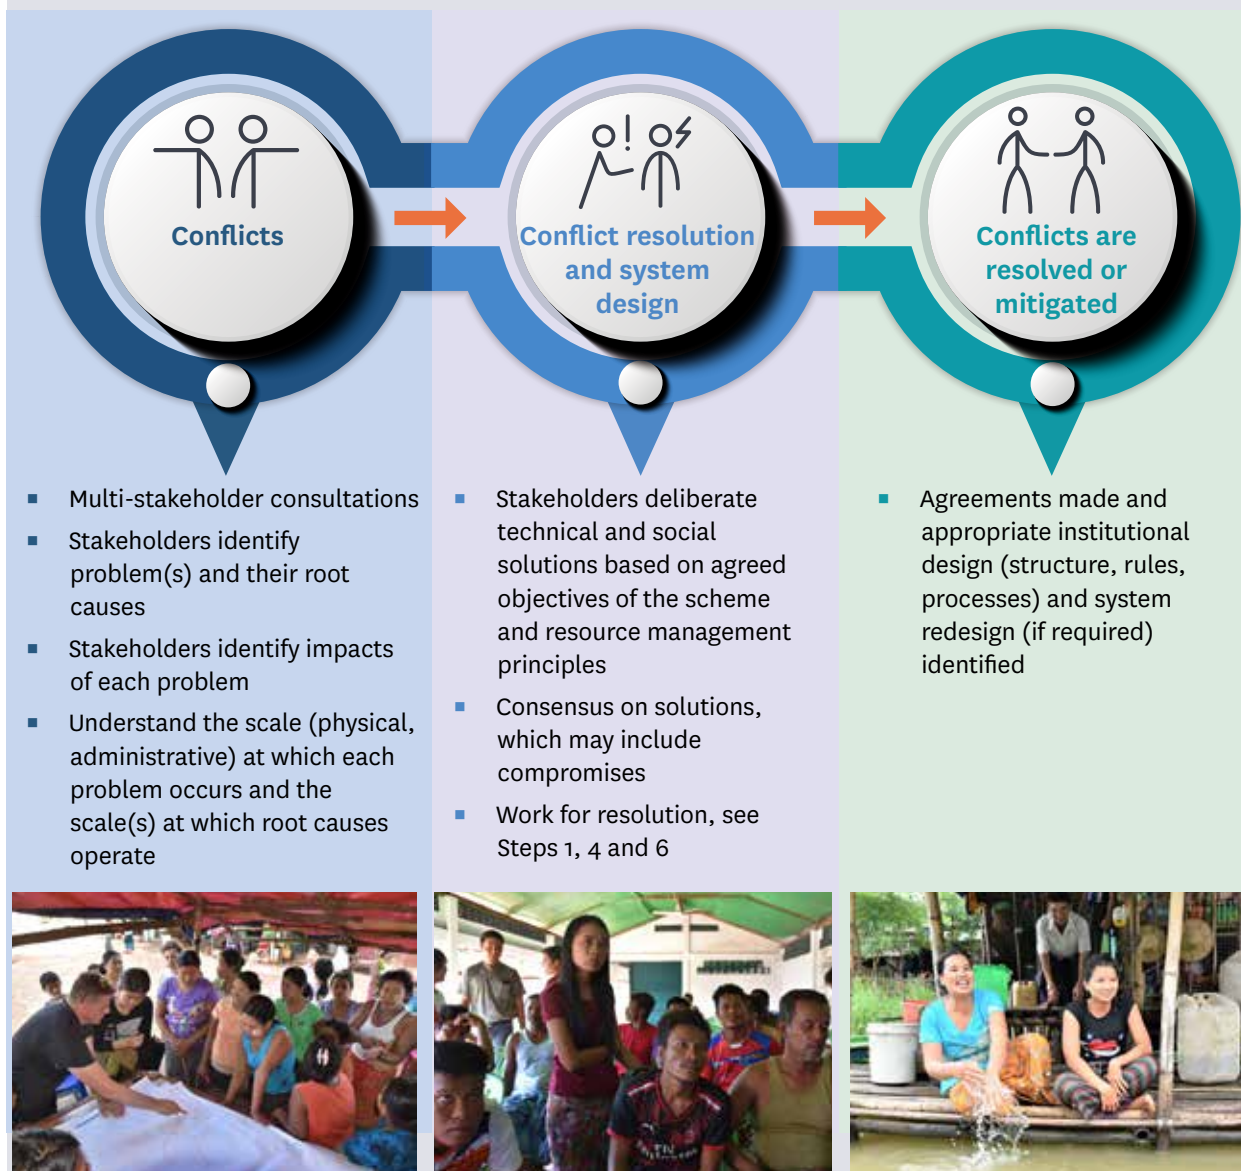 Conflicts
Conflict resolution
and system
design
Conflicts are
resolved or
mitigated
▪ Multi-stakeholder consultations
▪ Stakeholders identify
problem(s) and their root
causes
▪ Stakeholders identify impacts
of each problem
▪ Understand the scale (physical,
administrative) at which each
problem occurs and the
scale(s) at which root causes
operate
▪ Stakeholders deliberate
technical and social
solutions based on agreed
objectives of the scheme
and resource management
principles
▪ Consensus on solutions,
which may include
compromises
▪ Work for resolution, see
Steps 1, 4 and 6
▪ Agreements made and
appropriate institutional
design (structure, rules,
processes) and system
redesign (if required)
identified